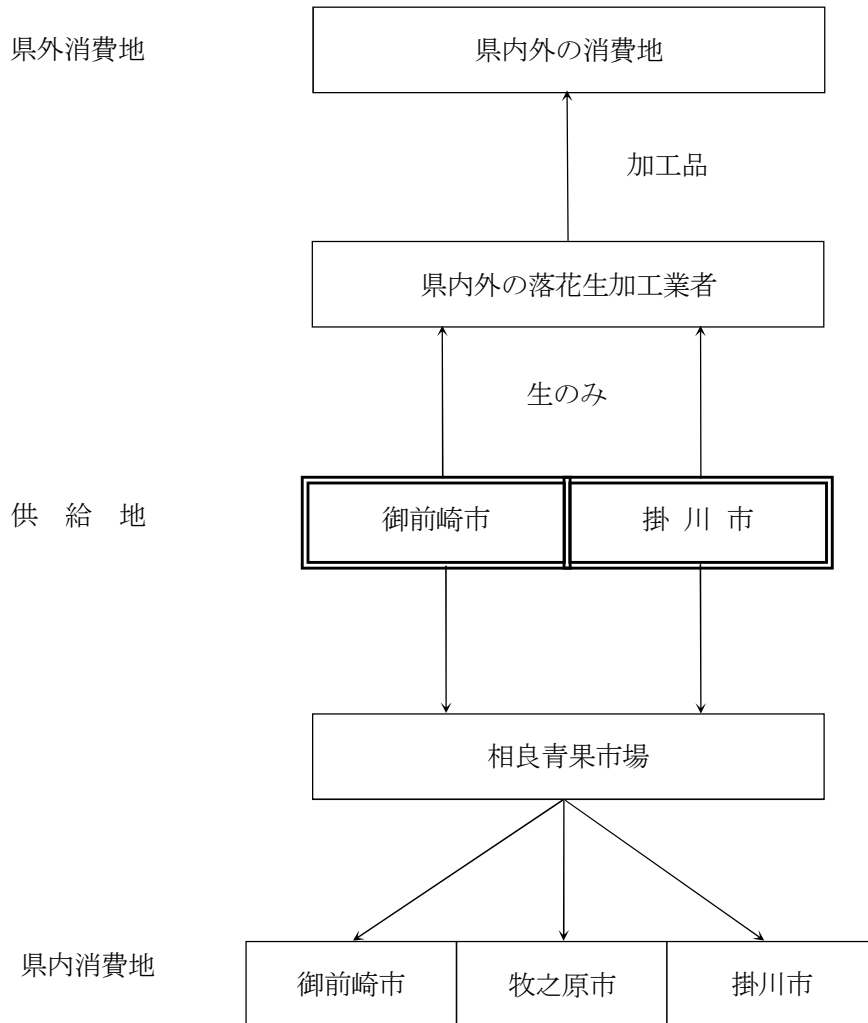 県外消費地
県内外の消費地
加工品
県内外の落花生加工業者
生のみ
供 給 地
御前崎市
掛 川 市
相良青果市場
県内消費地
御前崎市
牧之原市
掛川市